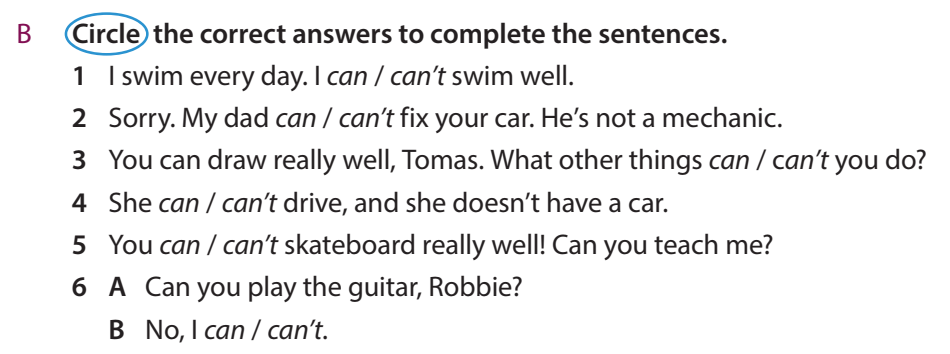 B Circle the correct answers to complete the sentences.
1 I swim every day. I can / can't swim well.
2 Sorry. My dad can / can't fix your car. He's not a mechanic.
3 You can draw really well, Tomas. What other things can / can't you do?
4 She can / can't drive, and she doesn't have a car.
5 You can / can't skateboard really well! Can you teach me?
6 A Can you play the guitar, Robbie?
B No, I can / can't.